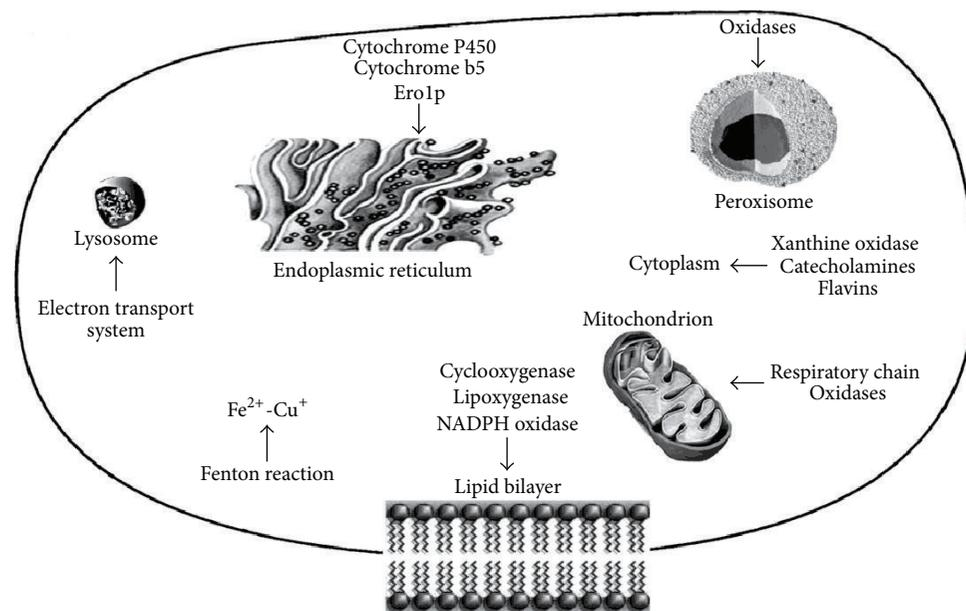 Cytochrome P450
Cytochrome b5
Ero1p
Endoplasmic reticulum
Oxidases
Peroxisome
Lysosome
Electron transport
system
Cytoplasm
Xanthine oxidase
Catecholamines
Flavins
Mitochondrion
Respiratory chain
Oxidases
Cyclooxygenase
Lipoxygenase
NADPH oxidase
Lipid bilayer
Fe²⁺-Cu⁺
Fenton reaction